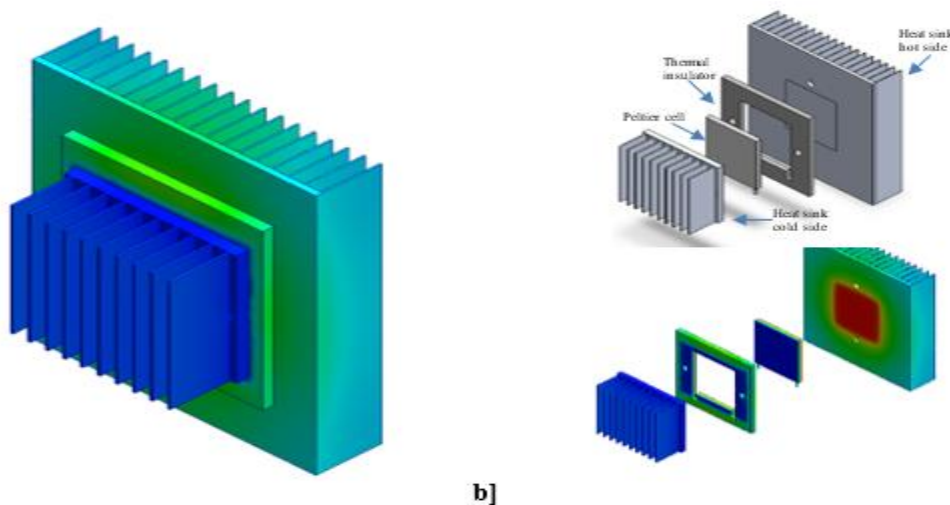 Heat sink
hot side
Thermal
insulator
Peltier cell
Heat sink
cold side
b]